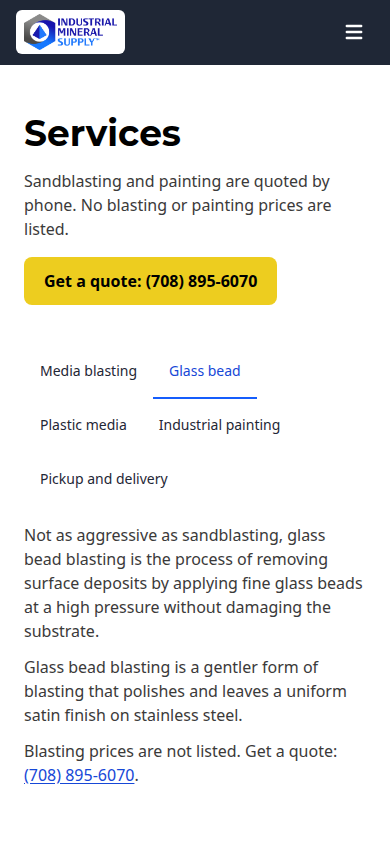 INDUSTRIAL
MINERAL
SUPPLY™
Services
Sandblasting and painting are quoted by
phone. No blasting or painting prices are
listed.
Get a quote: (708) 895-6070
Media blasting
Glass bead
Plastic media
Industrial painting
Pickup and delivery
Not as aggressive as sandblasting, glass
bead blasting is the process of removing
surface deposits by applying fine glass beads
at a high pressure without damaging the
substrate.
Glass bead blasting is a gentler form of
blasting that polishes and leaves a uniform
satin finish on stainless steel.
Blasting prices are not listed. Get a quote:
(708) 895-6070.